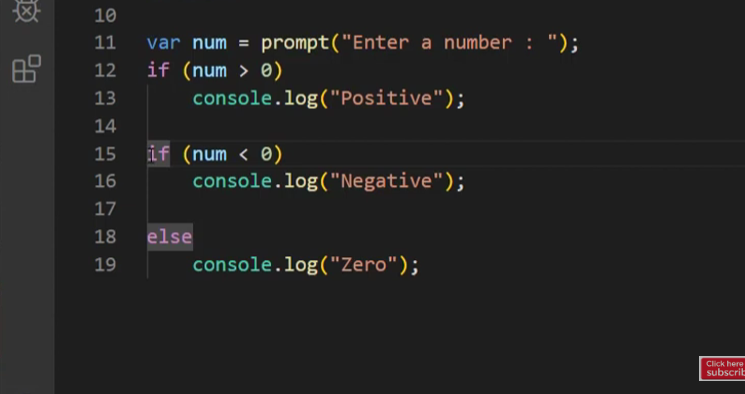 10
11 var num = prompt("Enter a number : ");
12 if (num > 0)
13 console.log("Positive");
14
15 if (num < 0)
16 console.log("Negative");
17
18 else
19 console.log("Zero");
Click here